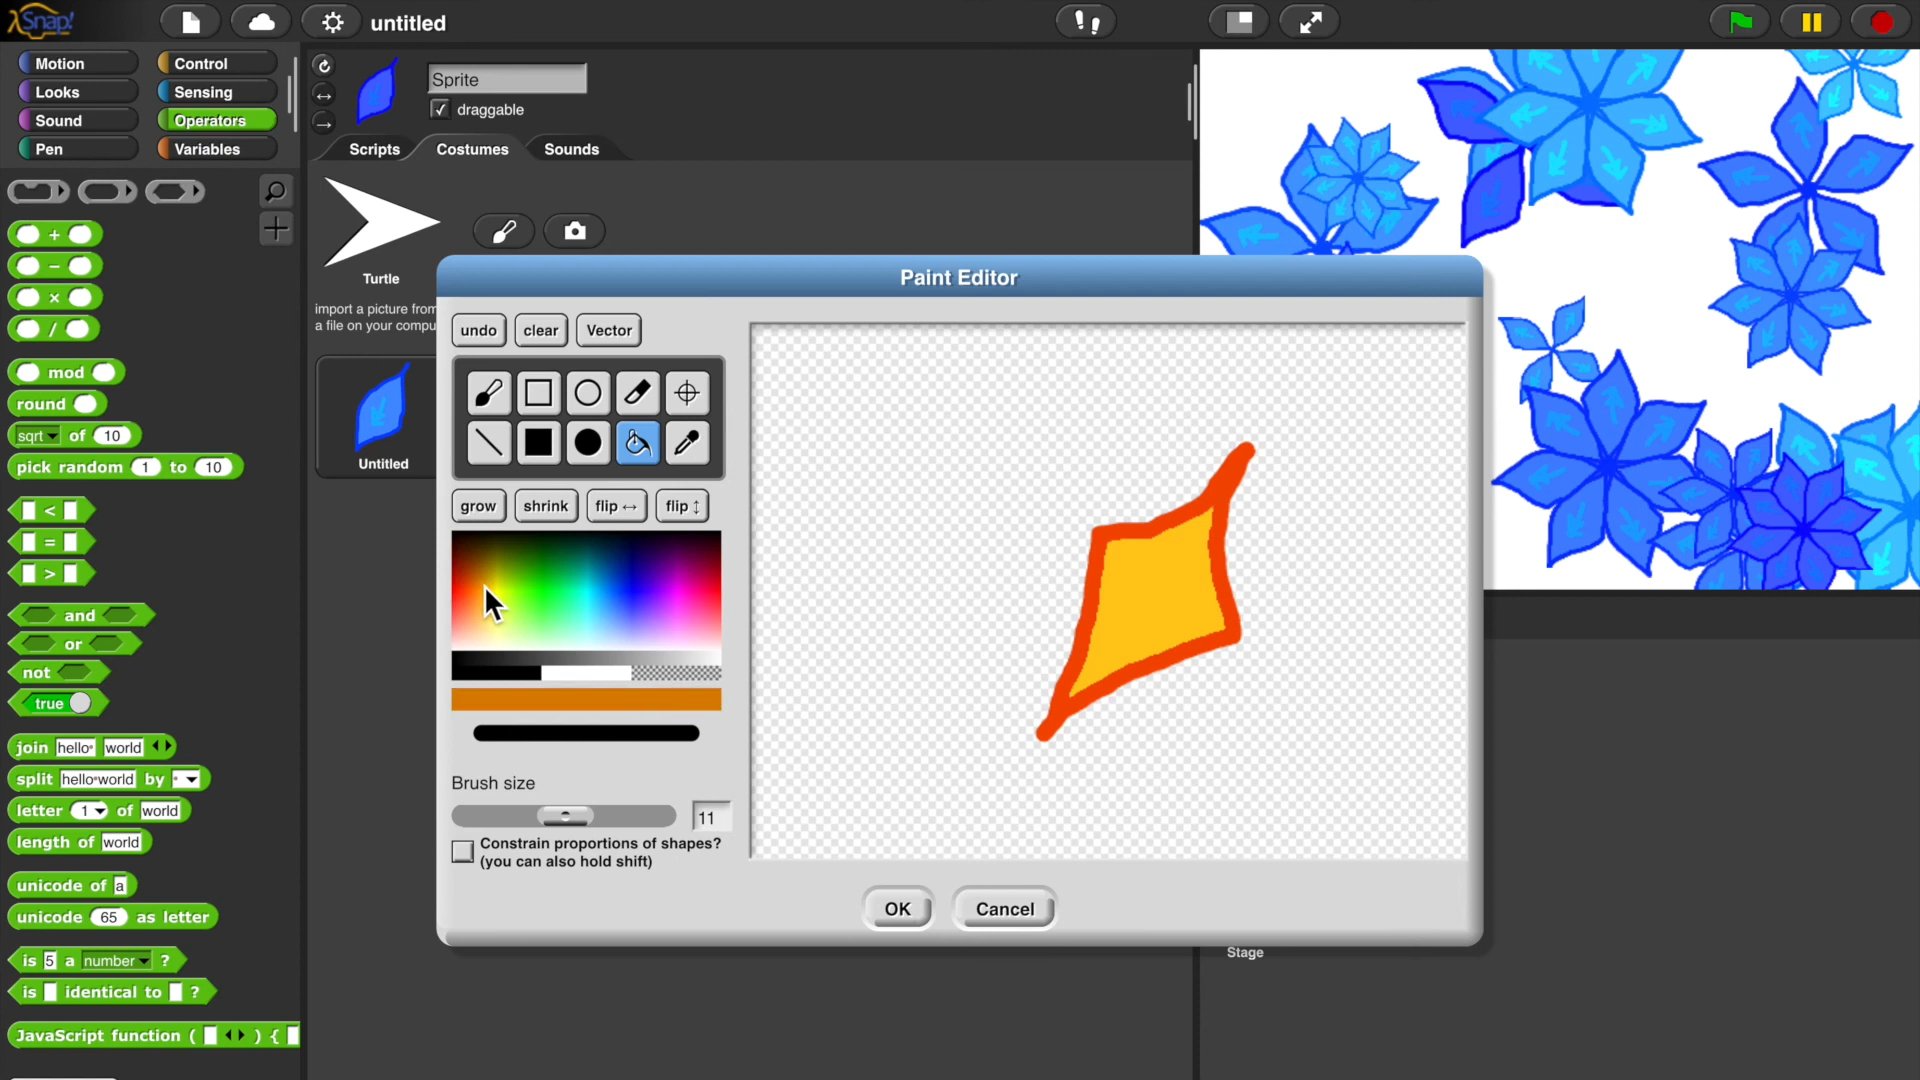 λSnap!
untitled
Motion
Control
Looks
Sensing
Sound
Operators
Pen
Variables
+
−
×
/
mod
round
sqrt of 10
pick random 1 to 10
<
=
>
and
or
not
true
join hello world
split hello world by
letter 1 of world
length of world
unicode of a
unicode 65 as letter
is 5 a number ?
is identical to ?
JavaScript function ( ) {
Sprite
draggable
Scripts
Costumes
Sounds
Turtle
import a picture from
a file on your compu
Untitled
Paint Editor
undo
clear
Vector
grow
shrink
flip ↔
flip ↕
Brush size
11
Constrain proportions of shapes?
(you can also hold shift)
OK
Cancel
Stage